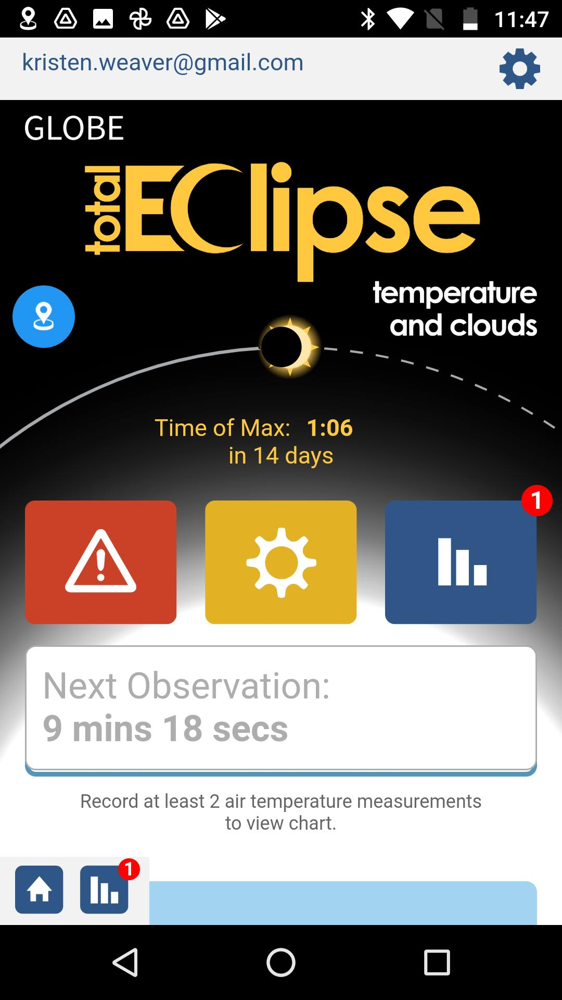 11:47
kristen.weaver@gmail.com
GLOBE
total EClipse
temperature
and clouds
Time of Max: 1:06
in 14 days
1
Next Observation:
9 mins 18 secs
Record at least 2 air temperature measurements
to view chart.
1